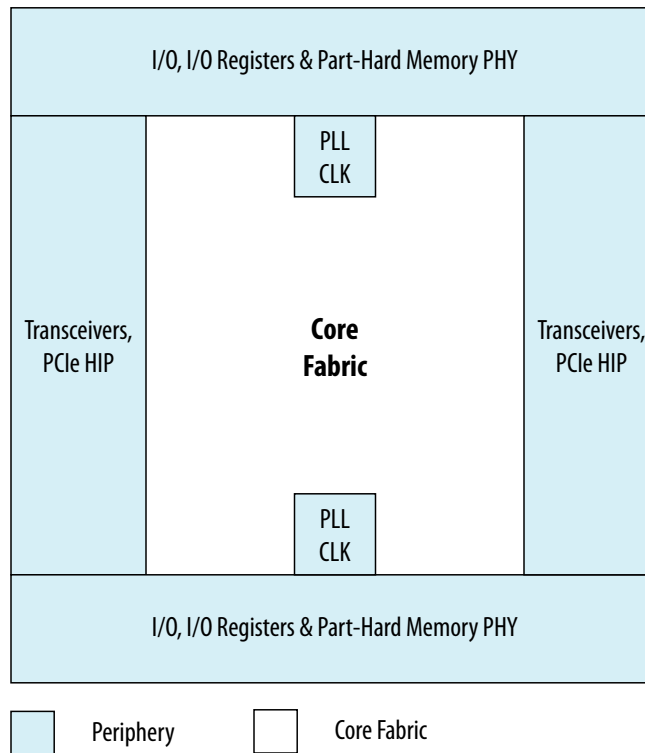 I/O, I/O Registers & Part-Hard Memory PHY
PLL
CLK
Transceivers,
PCIe HIP
Core
Fabric
Transceivers,
PCIe HIP
PLL
CLK
I/O, I/O Registers & Part-Hard Memory PHY
Periphery
Core Fabric